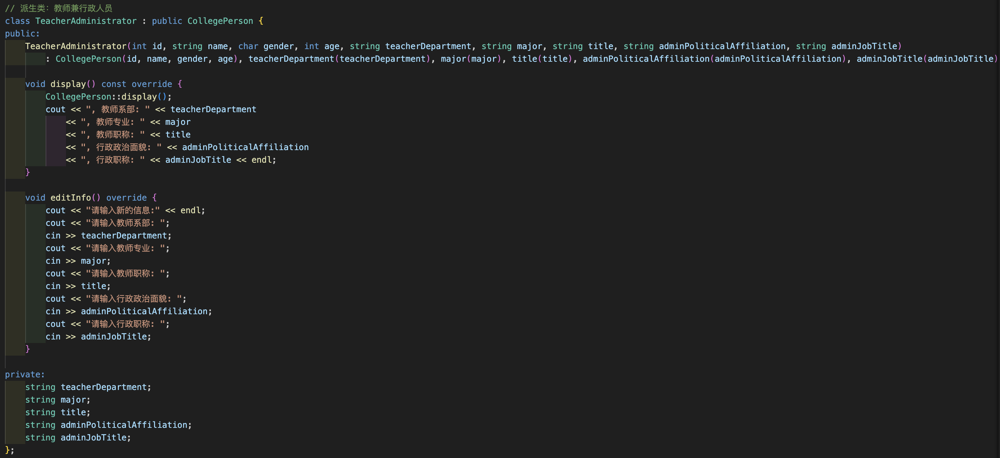 // 派生类：教师兼行政人员
class TeacherAdministrator : public CollegePerson {
public:
    TeacherAdministrator(int id, string name, char gender, int age, string teacherDepartment, string major, string title, string adminPoliticalAffiliation, string adminJobTitle)
        : CollegePerson(id, name, gender, age), teacherDepartment(teacherDepartment), major(major), title(title), adminPoliticalAffiliation(adminPoliticalAffiliation), adminJobTitle(adminJobTitle)
    void display() const override {
        CollegePerson::display();
        cout << ", 教师系部: " << teacherDepartment
            << ", 教师专业: " << major
            << ", 教师职称: " << title
            << ", 行政政治面貌: " << adminPoliticalAffiliation
            << ", 行政职称: " << adminJobTitle << endl;
    }
    void editInfo() override {
        cout << "请输入新的信息:" << endl;
        cout << "请输入教师系部: ";
        cin >> teacherDepartment;
        cout << "请输入教师专业: ";
        cin >> major;
        cout << "请输入教师职称: ";
        cin >> title;
        cout << "请输入行政政治面貌: ";
        cin >> adminPoliticalAffiliation;
        cout << "请输入行政职称: ";
        cin >> adminJobTitle;
    }
private:
    string teacherDepartment;
    string major;
    string title;
    string adminPoliticalAffiliation;
    string adminJobTitle;
};